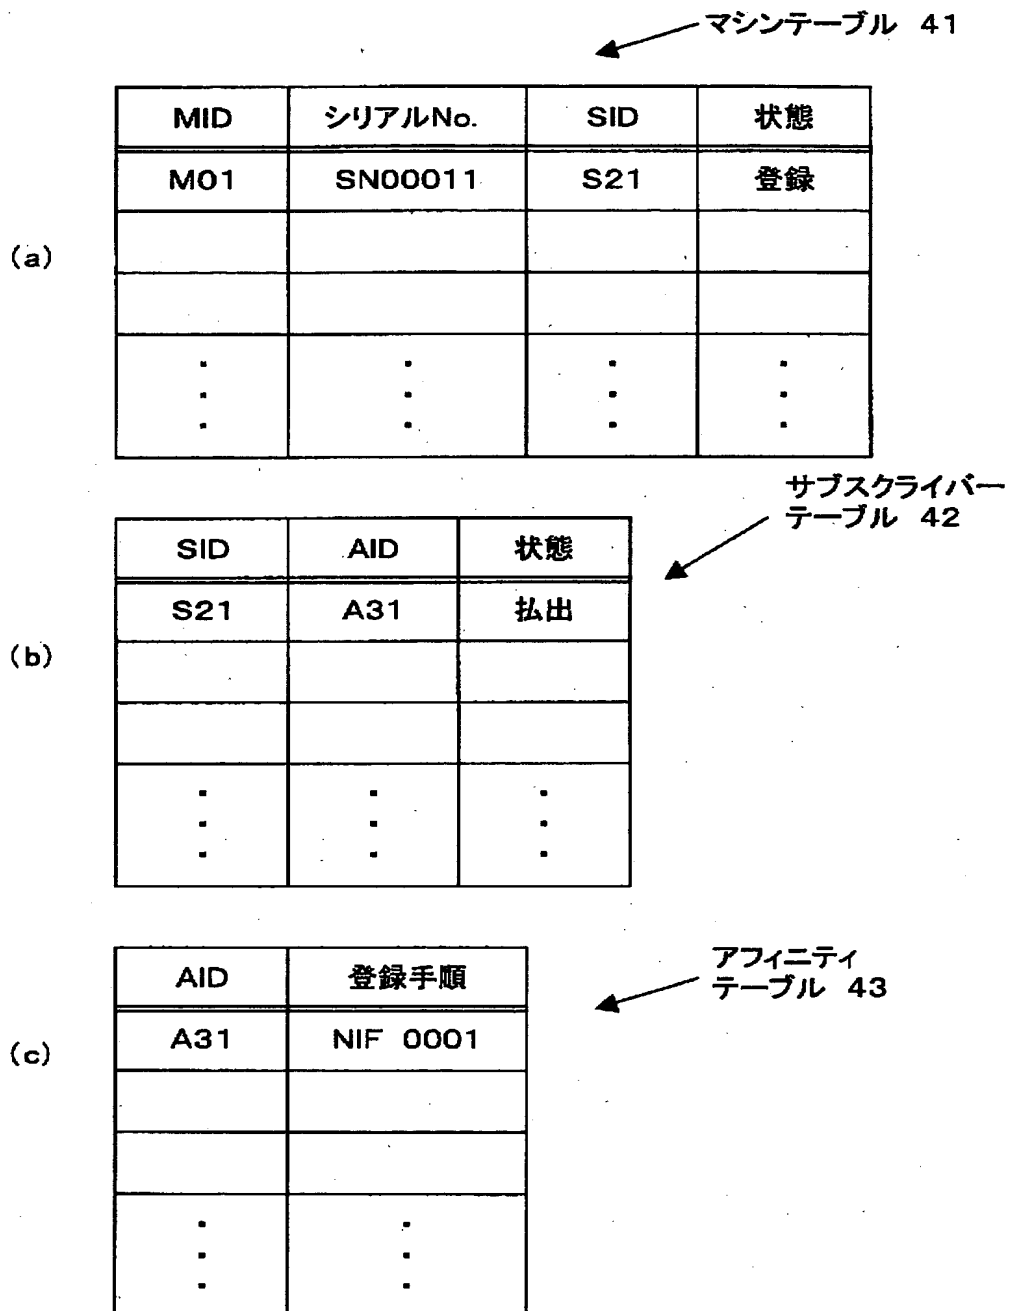 マシンテーブル 41
MID シリアルNo. SID 状態
M01 SN00011 S21 登録
(a)
サブスクライバー
テーブル 42
SID AID 状態
S21 A31 払出
(b)
アフィニティ
テーブル 43
AID 登録手順
A31 NIF 0001
(c)